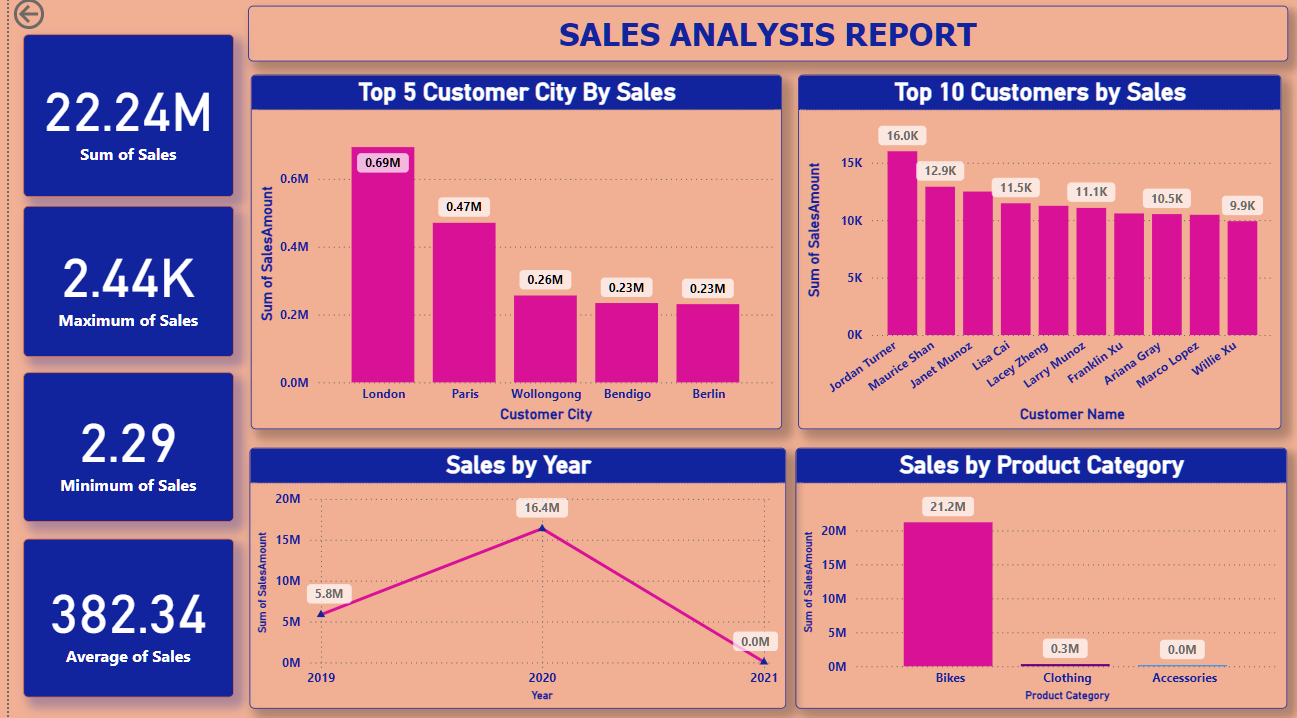 SALES ANALYSIS REPORT
22.24M
Sum of Sales
2.44K
Maximum of Sales
2.29
Minimum of Sales
382.34
Average of Sales
Top 5 Customer City By Sales
Sum of SalesAmount
0.6M
0.4M
0.2M
0.0M
0.69M
0.47M
0.26M
0.23M
0.23M
London
Paris
Wollongong
Bendigo
Berlin
Customer City
Top 10 Customers by Sales
Sum of SalesAmount
15K
10K
5K
0K
16.0K
12.9K
11.5K
11.1K
10.5K
9.9K
Jordan Turner
Maurice Shan
Janet Munoz
Lisa Cai
Lacey Zheng
Larry Munoz
Franklin Xu
Ariana Gray
Marco Lopez
Willie Xu
Customer Name
Sales by Year
Sum of SalesAmount
20M
15M
10M
5M
0M
5.8M
16.4M
0.0M
2019
2020
2021
Year
Sales by Product Category
Sum of SalesAmount
20M
15M
10M
5M
0M
21.2M
0.3M
0.0M
Bikes
Clothing
Accessories
Product Category